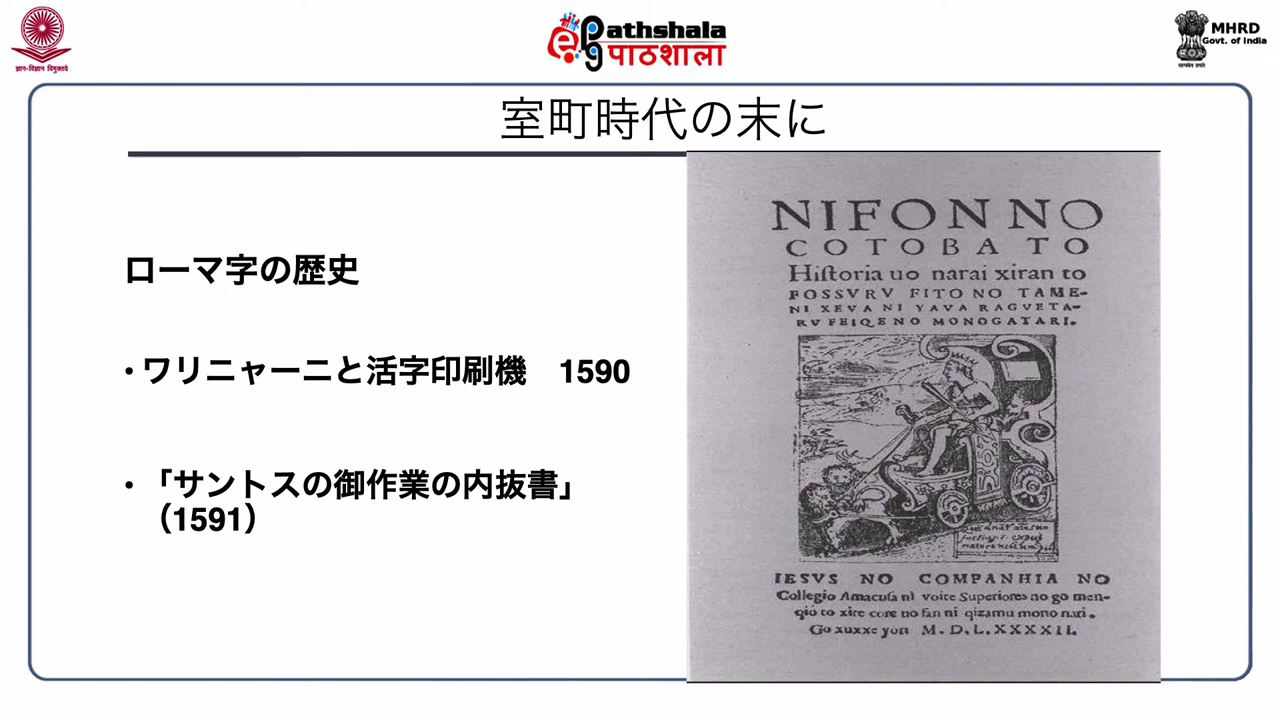 ज्ञान-विज्ञान विमुक्तये
ePG Pathshala
पाठशाला
MHRD
Govt. of India
室町時代の末に
ローマ字の歴史
• ワリニャーニと活字印刷機 1590
• 「サントスの御作業の内抜書」
（1591）
NIFON NO
COTOBA TO
Hiſtoria uo narai xiran to
FOSSVRV FITO NO TAME-
NI XEVA NI YAVA RAGVETA-
RV FEIQE NO MONOGATARI.
IESVS NO COMPANHIA NO
Collegio Amacuſa ni voite Superiores no go men-
qio to xite core uo fan ni qizamu mono nari.
Go xuxxe yori M. D. L. XXXXII.